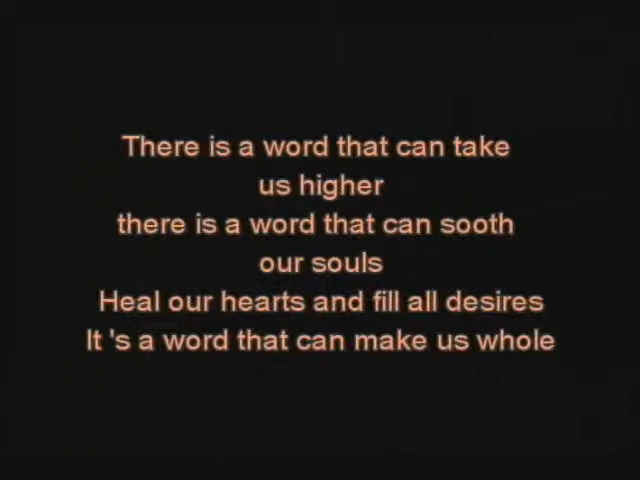 There is a word that can take
us higher
there is a word that can sooth
our souls
Heal our hearts and fill all desires
It 's a word that can make us whole